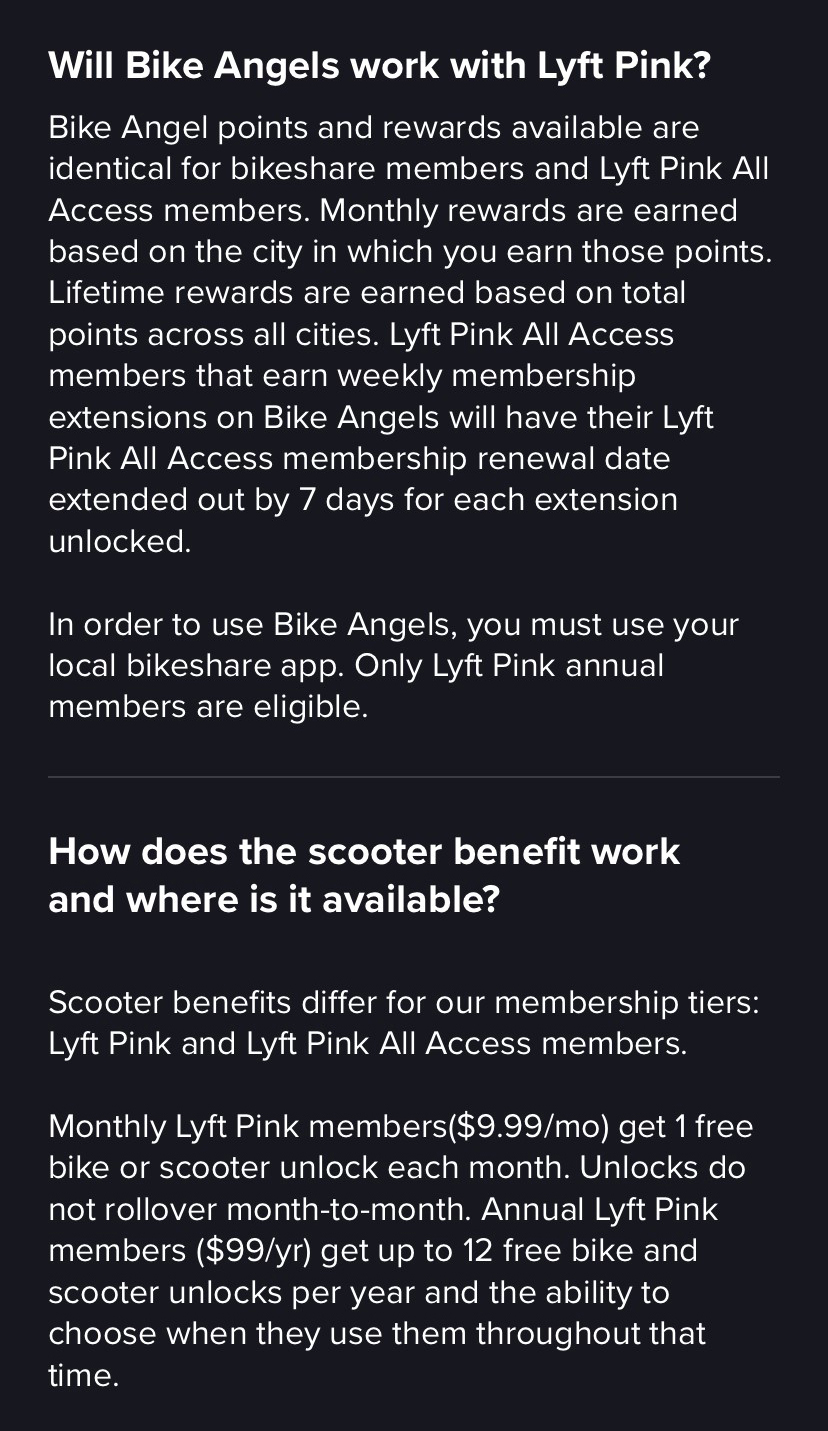 Will Bike Angels work with Lyft Pink?
Bike Angel points and rewards available are
identical for bikeshare members and Lyft Pink All
Access members. Monthly rewards are earned
based on the city in which you earn those points.
Lifetime rewards are earned based on total
points across all cities. Lyft Pink All Access
members that earn weekly membership
extensions on Bike Angels will have their Lyft
Pink All Access membership renewal date
extended out by 7 days for each extension
unlocked.
In order to use Bike Angels, you must use your
local bikeshare app. Only Lyft Pink annual
members are eligible.
How does the scooter benefit work
and where is it available?
Scooter benefits differ for our membership tiers:
Lyft Pink and Lyft Pink All Access members.
Monthly Lyft Pink members($9.99/mo) get 1 free
bike or scooter unlock each month. Unlocks do
not rollover month-to-month. Annual Lyft Pink
members ($99/yr) get up to 12 free bike and
scooter unlocks per year and the ability to
choose when they use them throughout that
time.